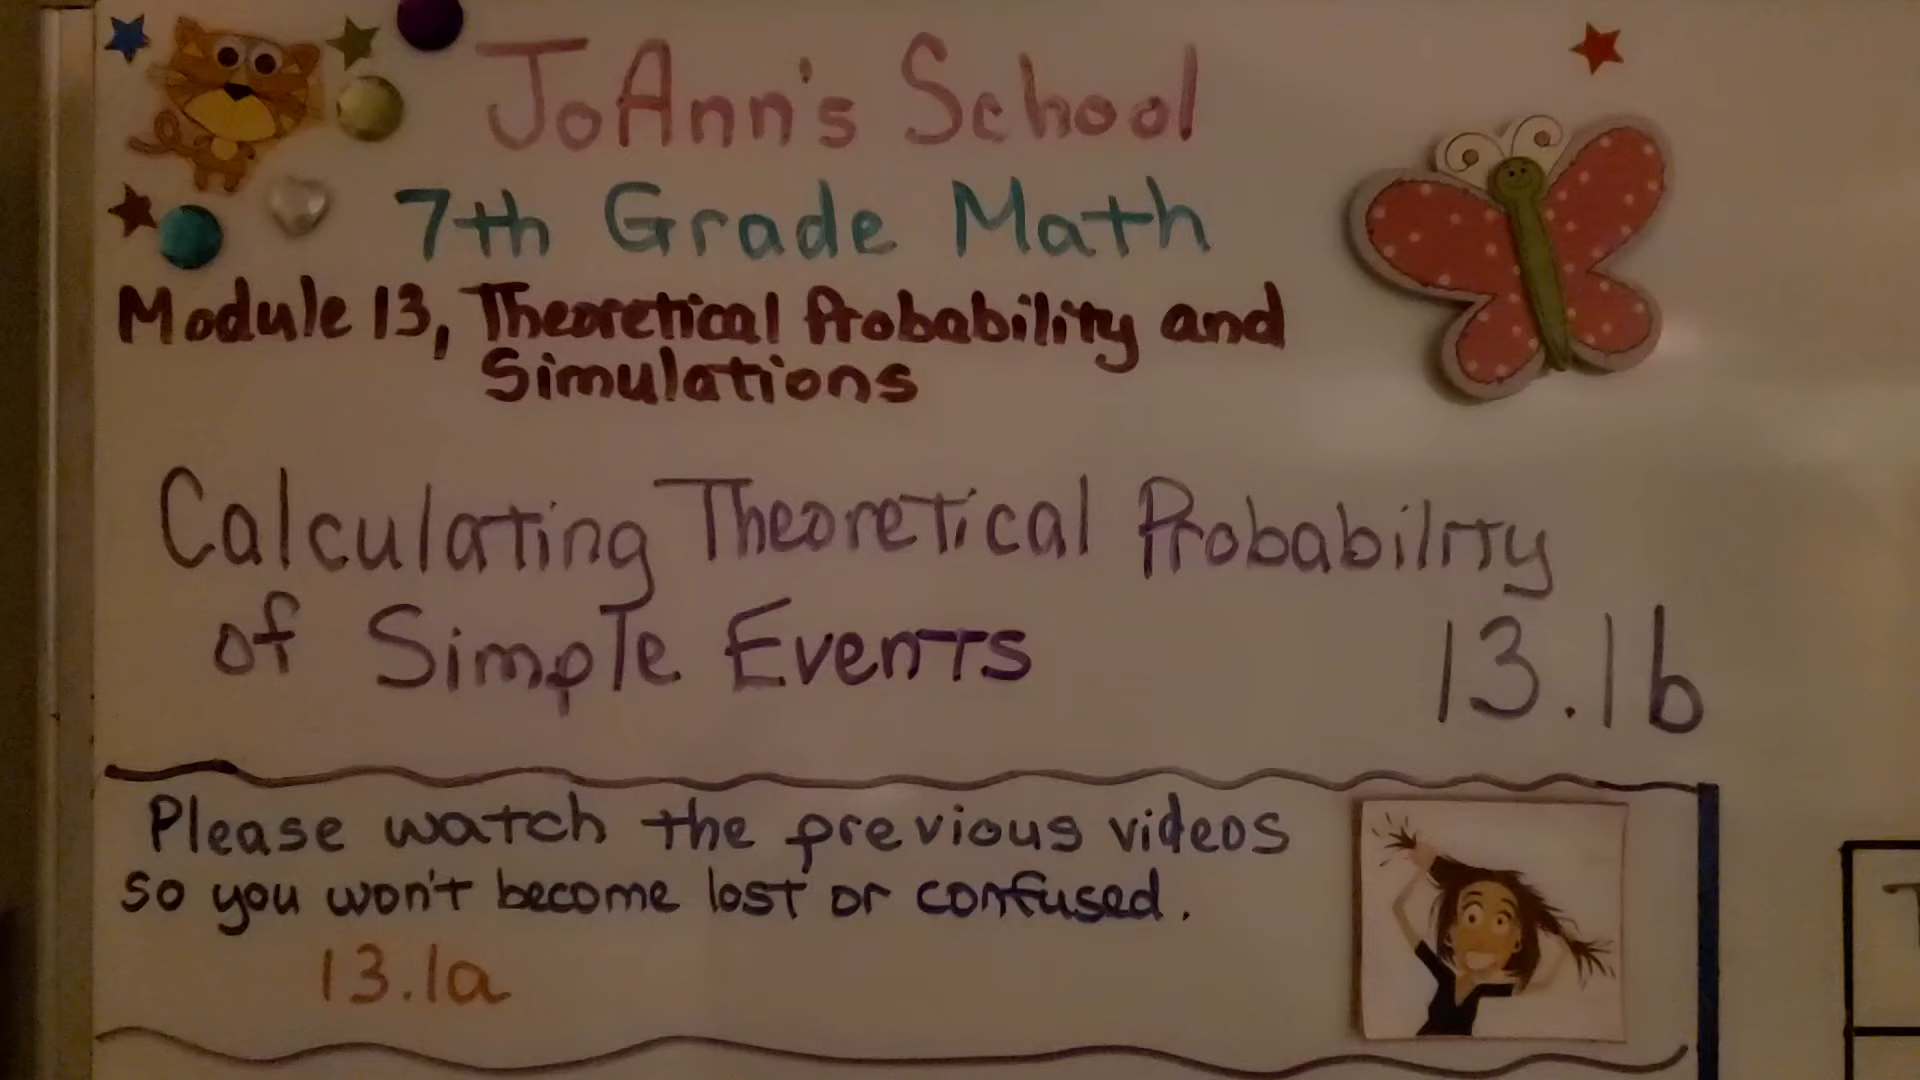 JoAnn's School
7th Grade Math
Module 13, Theoretical Probability and
Simulations
Calculating Theoretical Probability
of Simple Events
13.1b
Please watch the previous videos
so you won't become lost or confused.
13.1a